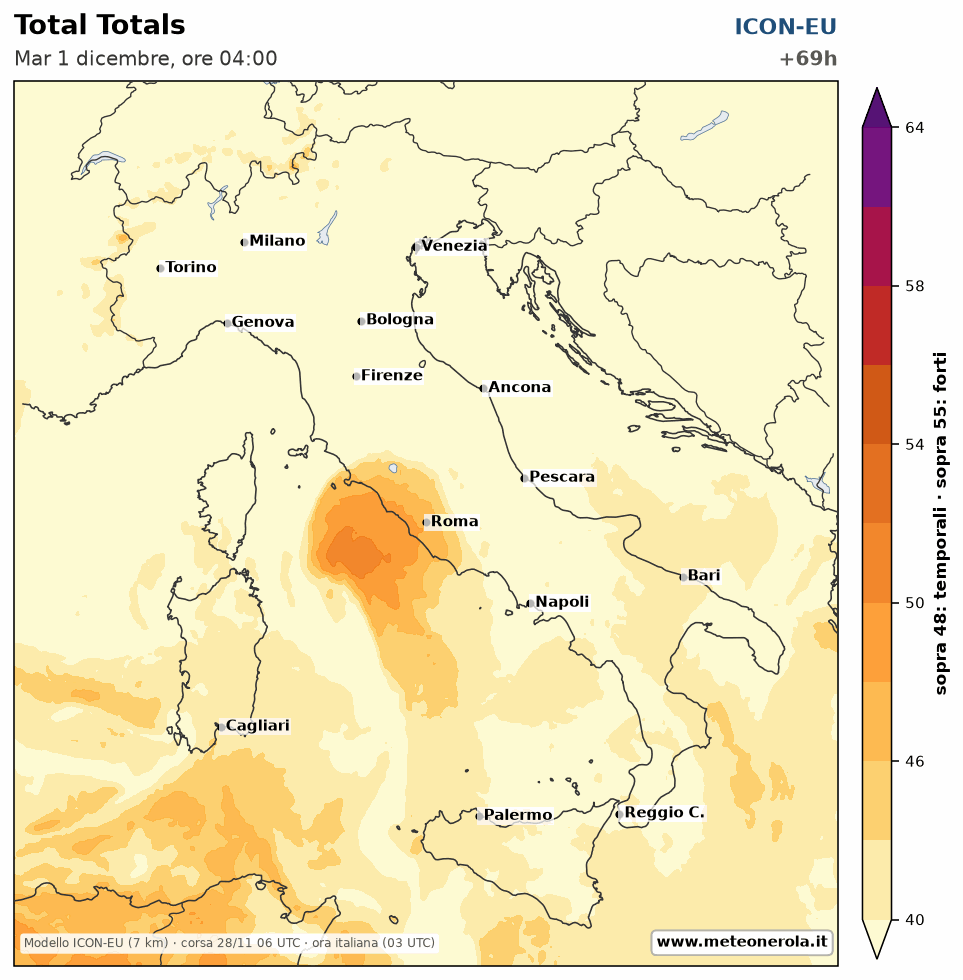 Total Totals
ICON-EU
Mar 1 dicembre, ore 04:00
+69h
Milano
Venezia
Torino
Genova
Bologna
Firenze
Ancona
Pescara
Roma
Bari
Napoli
Cagliari
Palermo
Reggio C.
64
58
54
50
46
40
sopra 48: temporali · sopra 55: forti
Modello ICON-EU (7 km) · corsa 28/11 06 UTC · ora italiana (03 UTC)
www.meteonerola.it